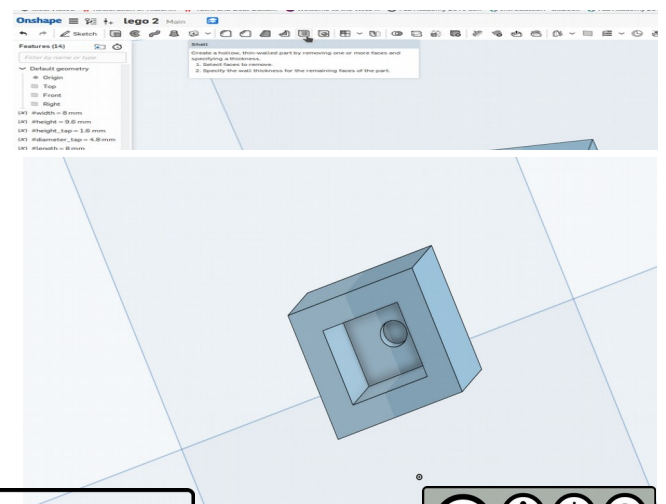 Onshape lego 2 Main
Sketch
Features (14)
Filter by name or type
Default geometry
Origin
Top
Front
Right
(x) #width = 8 mm
(x) #height = 9.6 mm
(x) #height_tap = 1.6 mm
(x) #diameter_tap = 4.8 mm
(x) #length = 8 mm
Shell
Create a hollow, thin-walled part by removing one or more faces and
specifying a thickness.
1. Select faces to remove.
2. Specify the wall thickness for the remaining faces of the part.